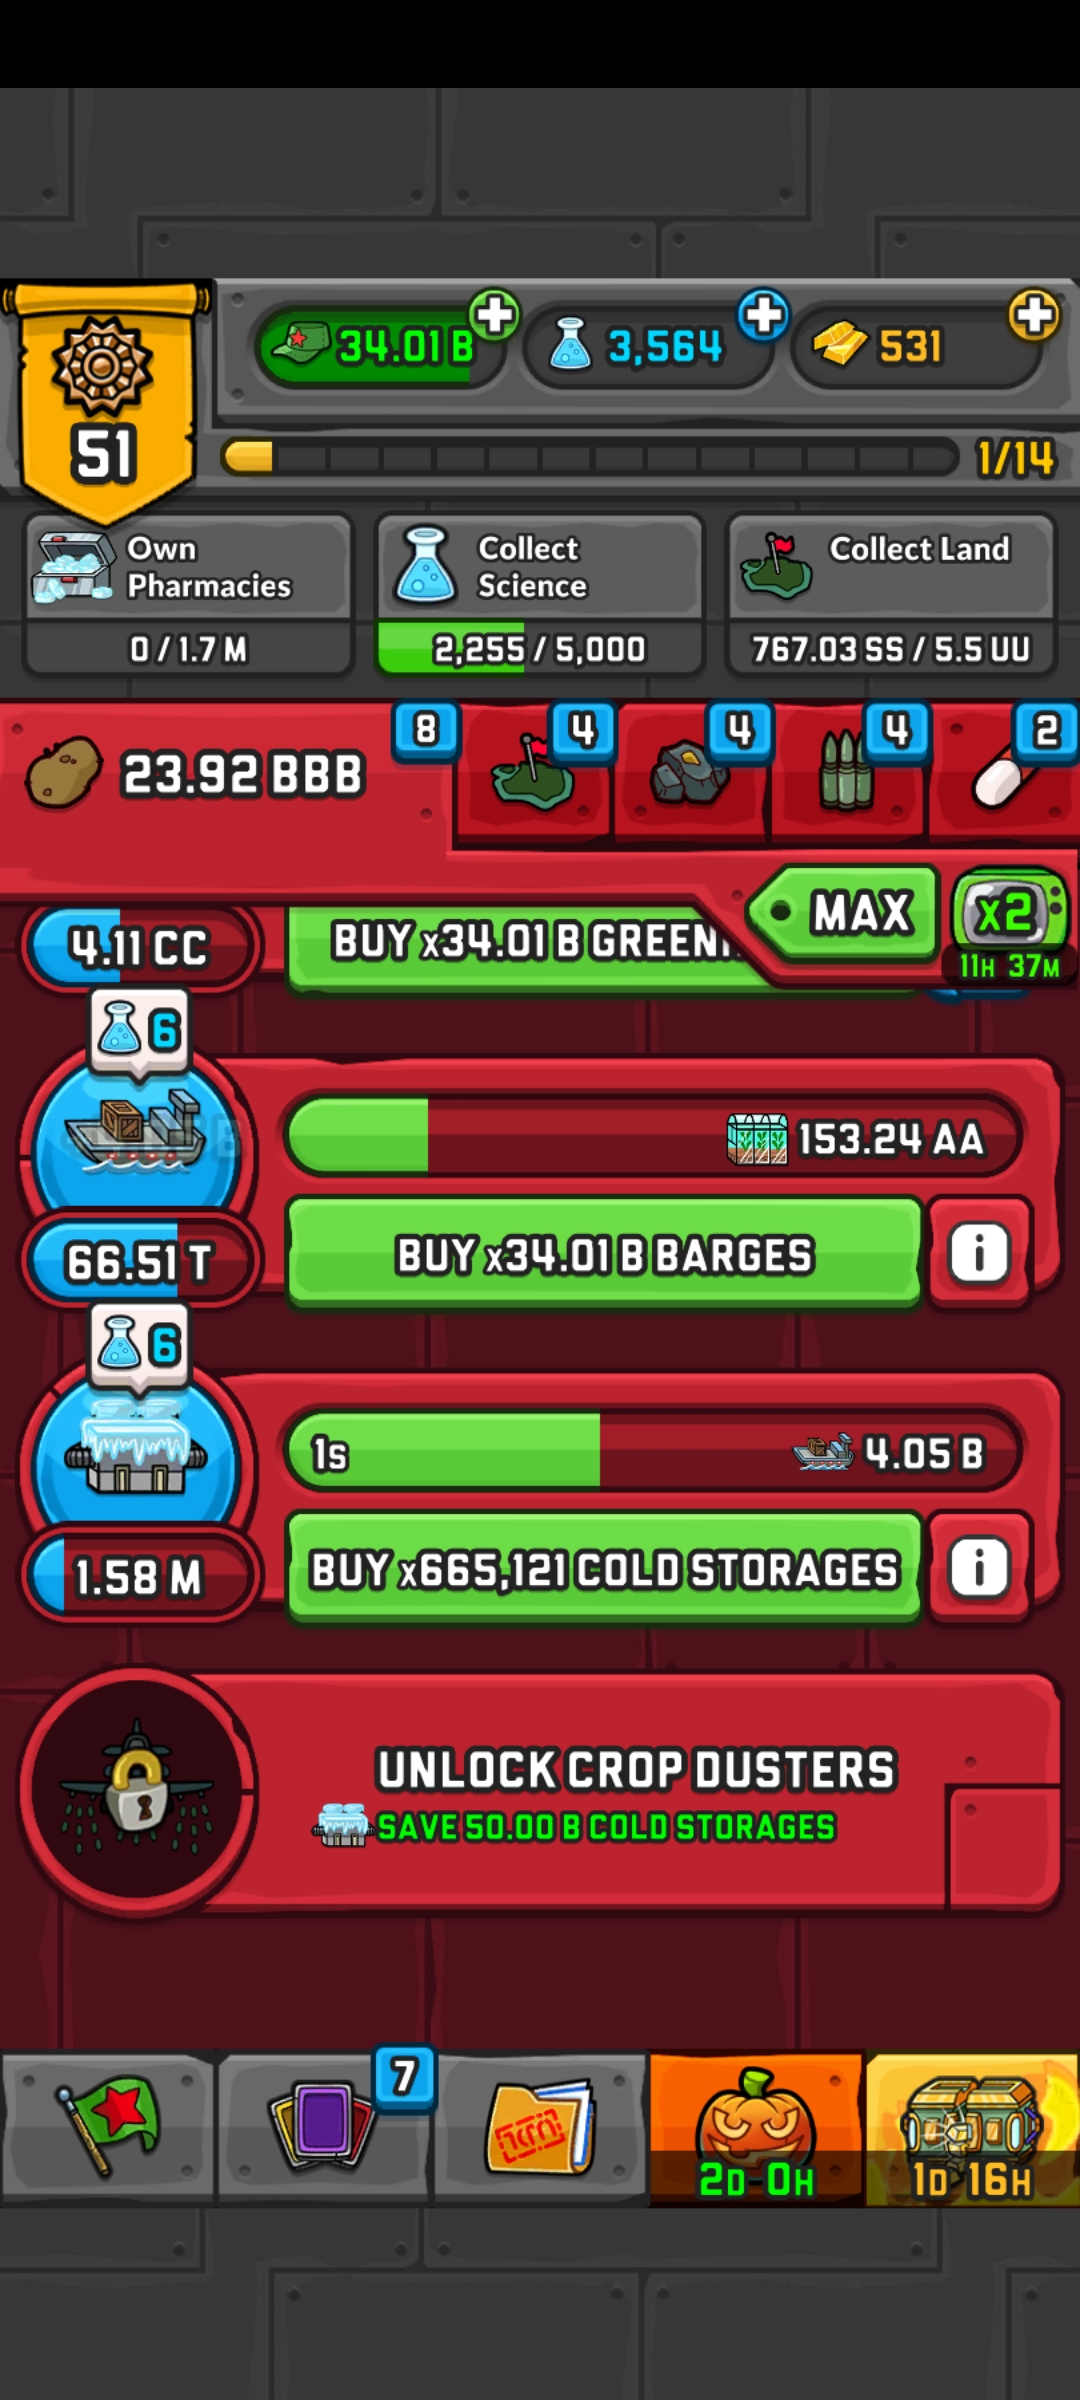 34.01 B
3,564
531
51
1/14
Own
Pharmacies
0 / 1.7 M
Collect
Science
2,255 / 5,000
Collect Land
767.03 SS / 5.5 UU
23.92 BBB
8
4
4
4
2
MAX
x2
11H 37M
4.11 CC
BUY x34.01 B
6
153.24 AA
66.51 T
BUY x34.01 B BARGES
i
6
1s
4.05 B
1.58 M
BUY x665,121 COLD STORAGES
i
UNLOCK CROP DUSTERS
SAVE 50.00 B COLD STORAGES
7
2D 0H
1D 16H